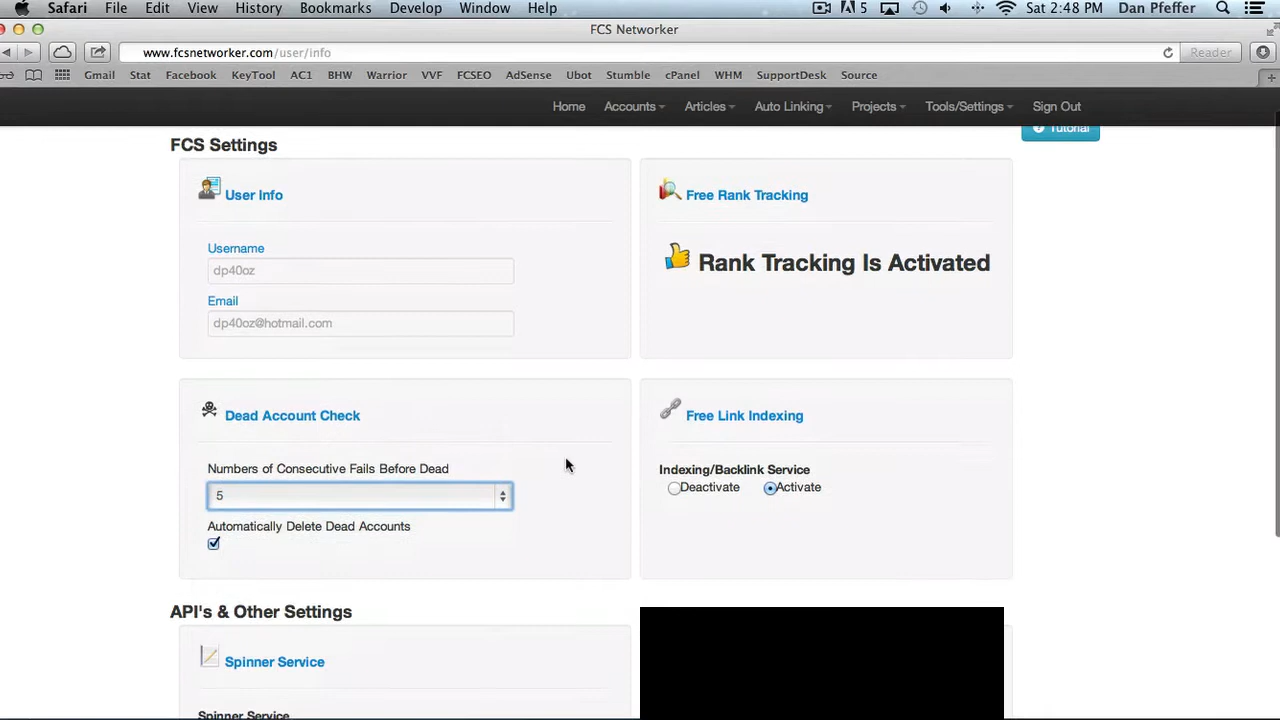 Safari File Edit View History Bookmarks Develop Window Help 5 Sat 2:48 PM Dan Pfeffer
FCS Networker
www.fcsnetworker.com/user/info Reader
Gmail Stat Facebook KeyTool AC1 BHW Warrior VVF FCSEO AdSense Ubot Stumble cPanel WHM SupportDesk Source
Home Accounts Articles Auto Linking Projects Tools/Settings Sign Out
Tutorial
FCS Settings
User Info
Username
dp40oz
Email
dp40oz@hotmail.com
Free Rank Tracking
Rank Tracking Is Activated
Dead Account Check
Numbers of Consecutive Fails Before Dead
5
Automatically Delete Dead Accounts
Free Link Indexing
Indexing/Backlink Service
Deactivate Activate
API's & Other Settings
Spinner Service
Spinner Service